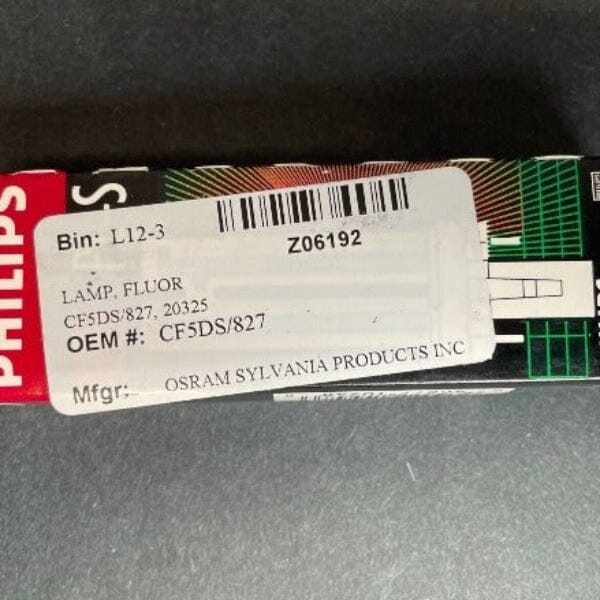 PHILIPS
-S
Bin: L12-3
Z06192
LAMP, FLUOR
CF5DS/827, 20325
OEM #: CF5DS/827
Mfgr: OSRAM SYLVANIA PRODUCTS INC